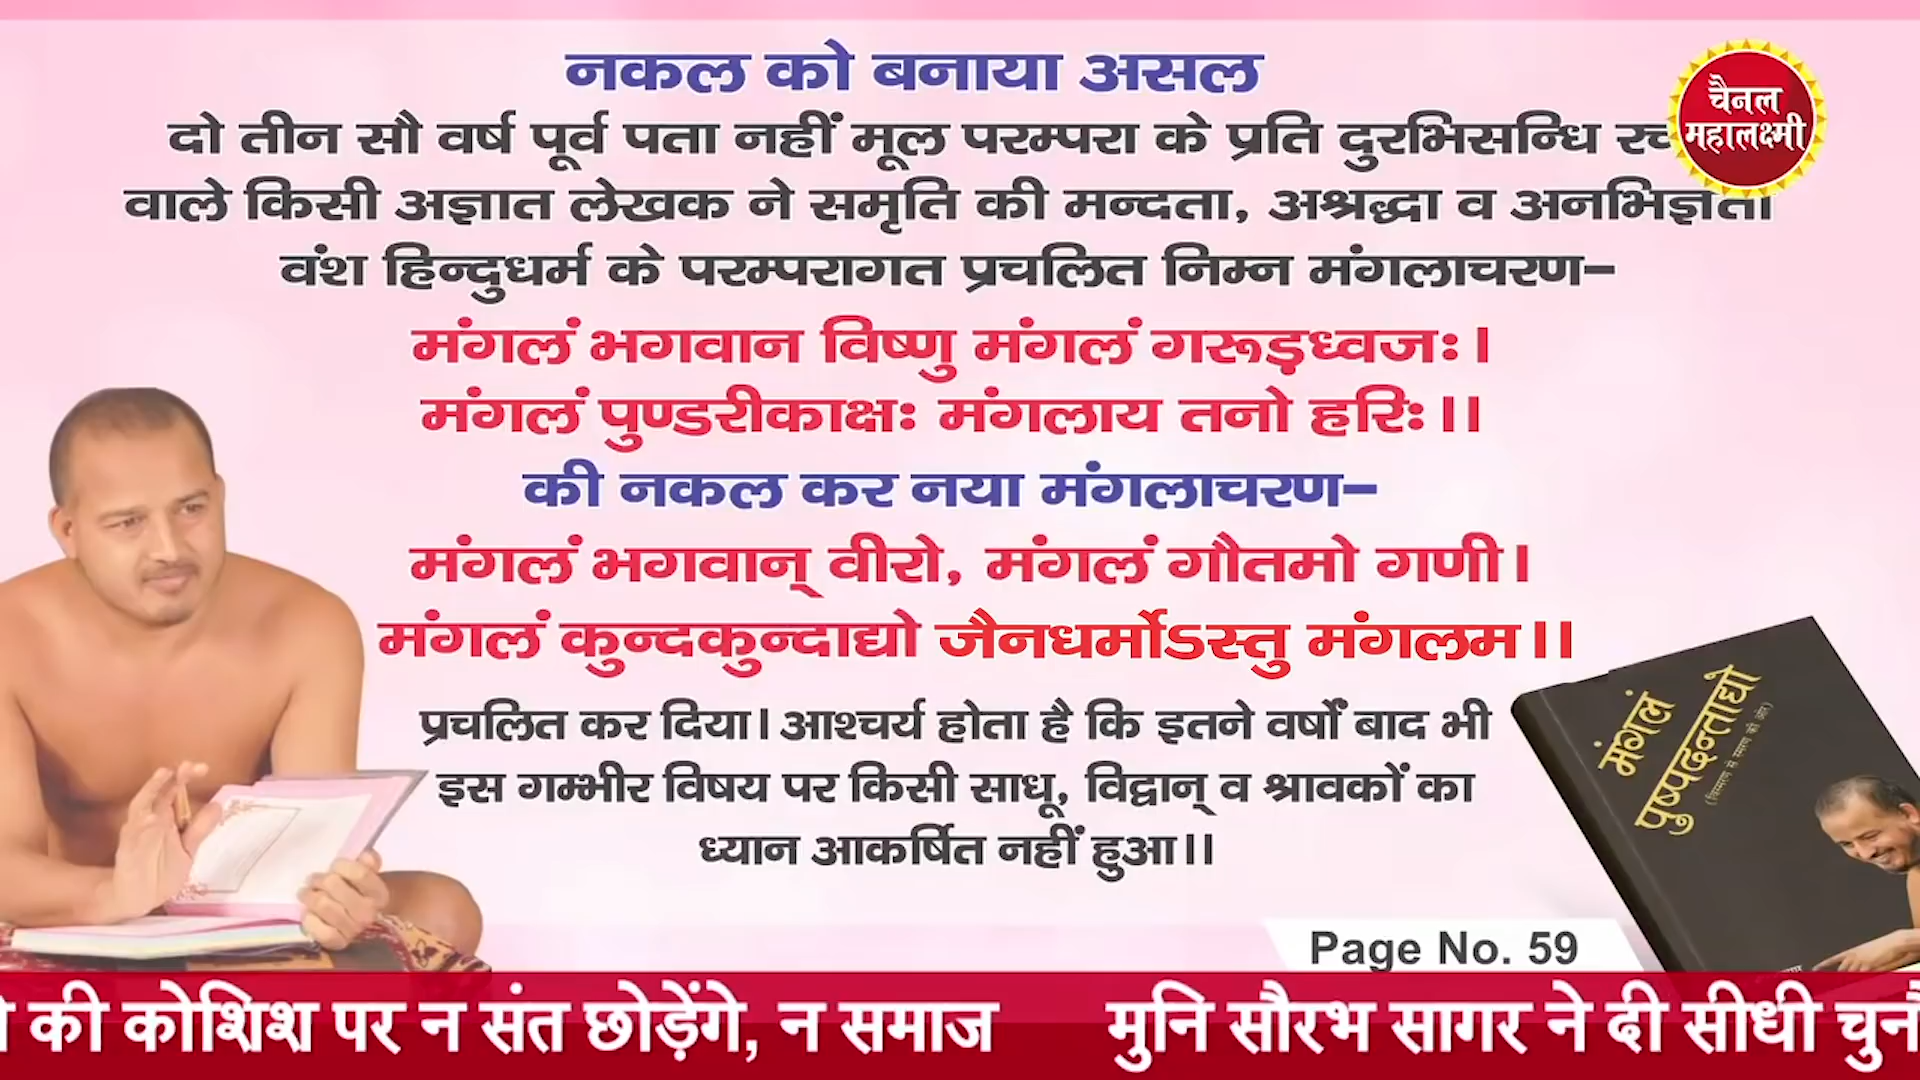 नकल को बनाया असल
दो तीन सौ वर्ष पूर्व पता नहीं मूल परम्परा के प्रति दुरभिसन्धि
चैनल
महालक्ष्मी
वाले किसी अज्ञात लेखक ने समृति की मन्दता, अश्रद्धा व अनभिज्ञता
वंश हिन्दुधर्म के परम्परागत प्रचलित निम्न मंगलाचरण–
मंगलं भगवान विष्णु मंगलं गरूड़ध्वजः।
मंगलं पुण्डरीकाक्षः मंगलाय तनो हरिः।।
की नकल कर नया मंगलाचरण–
मंगलं भगवान् वीरो, मंगलं गौतमो गणी।
मंगलं कुन्दकुन्दाद्यो जैनधर्मोऽस्तु मंगलम।।
प्रचलित कर दिया। आश्चर्य होता है कि इतने वर्षों बाद भी
इस गम्भीर विषय पर किसी साधू, विद्वान् व श्रावकों का
ध्यान आकर्षित नहीं हुआ।।
मंगलं
पुष्पदन्ताद्यो
(विस्मरण से स्मरण की ओर)
Page No. 59
की कोशिश पर न संत छोड़ेंगे, न समाज मुनि सौरभ सागर ने दी सीधी